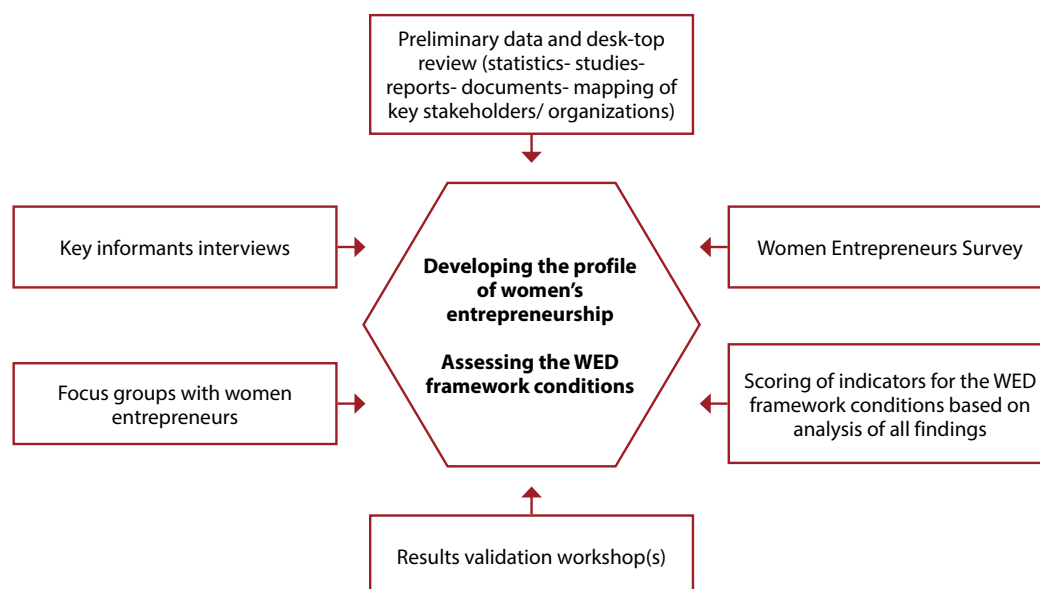 Preliminary data and desk-top
review (statistics- studies-
reports- documents- mapping of
key stakeholders/ organizations)
Key informants interviews
Women Entrepreneurs Survey
Developing the profile
of women's
entrepreneurship
Assessing the WED
framework conditions
Focus groups with women
entrepreneurs
Scoring of indicators for the WED
framework conditions based on
analysis of all findings
Results validation workshop(s)